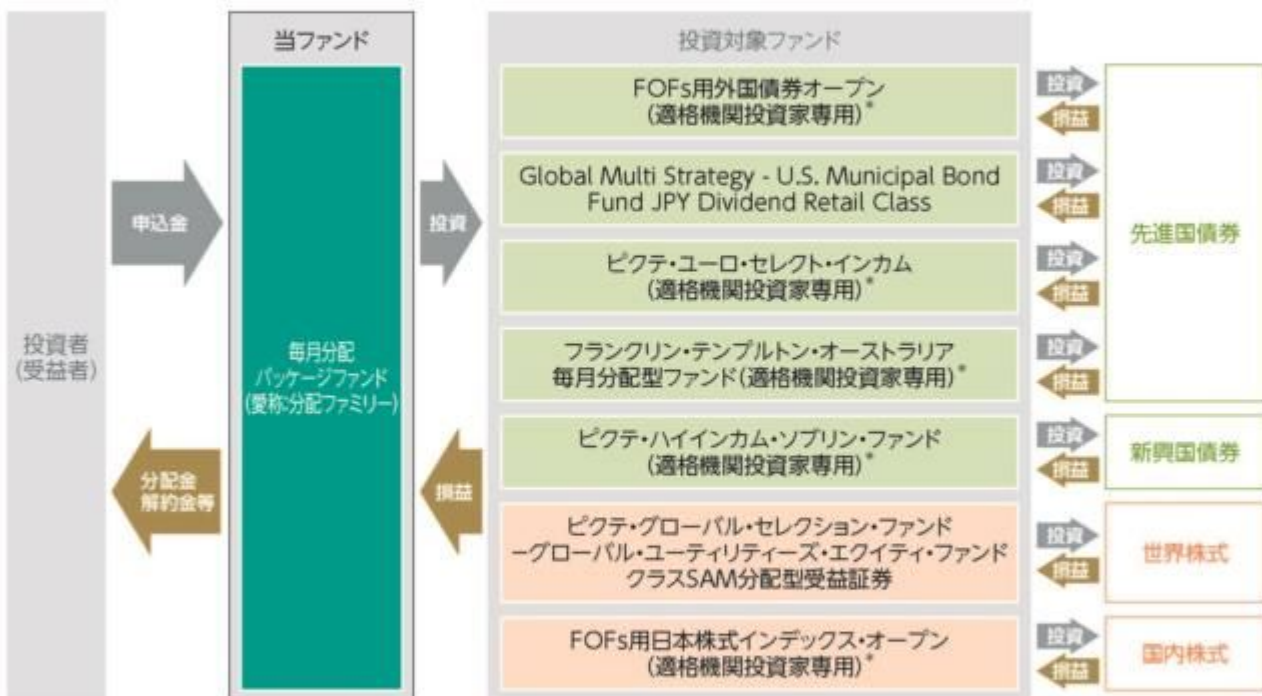 当ファンド
投資対象ファンド
投資者
(受益者)
申込金
分配金
解約金等
毎月分配
パッケージファンド
(愛称:分配ファミリー)
投資
損益
FOFs用外国債券オープン
(適格機関投資家専用)*
投資
損益
Global Multi Strategy - U.S. Municipal Bond
Fund JPY Dividend Retail Class
投資
損益
ピクテ・ユーロ・セレクト・インカム
(適格機関投資家専用)*
投資
損益
フランクリン・テンプルトン・オーストラリア
毎月分配型ファンド(適格機関投資家専用)*
投資
損益
先進国債券
ピクテ・ハイインカム・ソブリン・ファンド
(適格機関投資家専用)*
投資
損益
新興国債券
ピクテ・グローバル・セレクション・ファンド
-グローバル・ユーティリティーズ・エクイティ・ファンド
クラスSAM分配型受益証券
投資
損益
世界株式
FOFs用日本株式インデックス・オープン
(適格機関投資家専用)*
投資
損益
国内株式